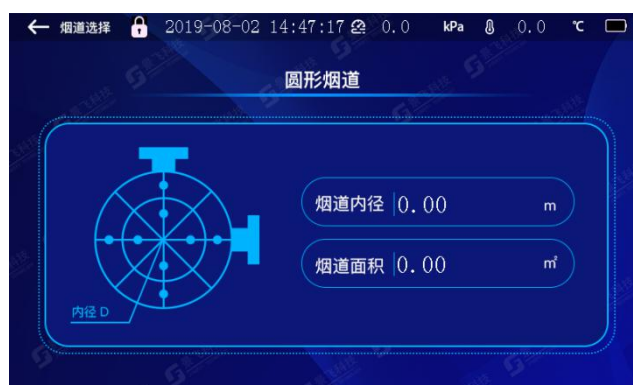 烟道选择 2019-08-02 14:47:17 0.0 kPa 0.0 ℃
圆形烟道
烟道内径 0.00 m
烟道面积 0.00 ㎡
内径 D